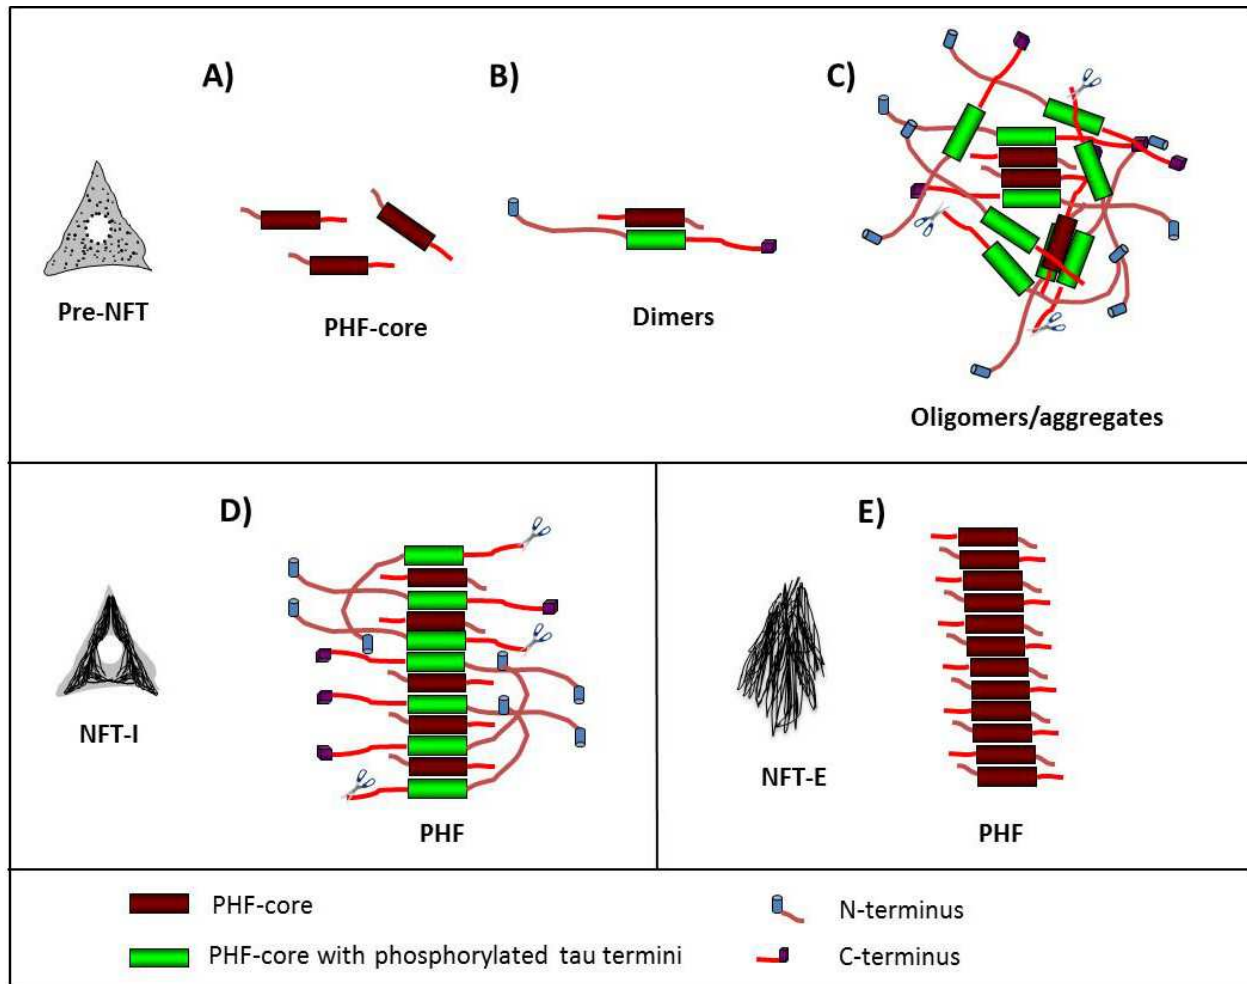 A)
B)
C)
Pre-NFT
PHF-core
Dimers
Oligomers/aggregates
D)
E)
NFT-I
PHF
NFT-E
PHF
PHF-core
N-terminus
PHF-core with phosphorylated tau termini
C-terminus